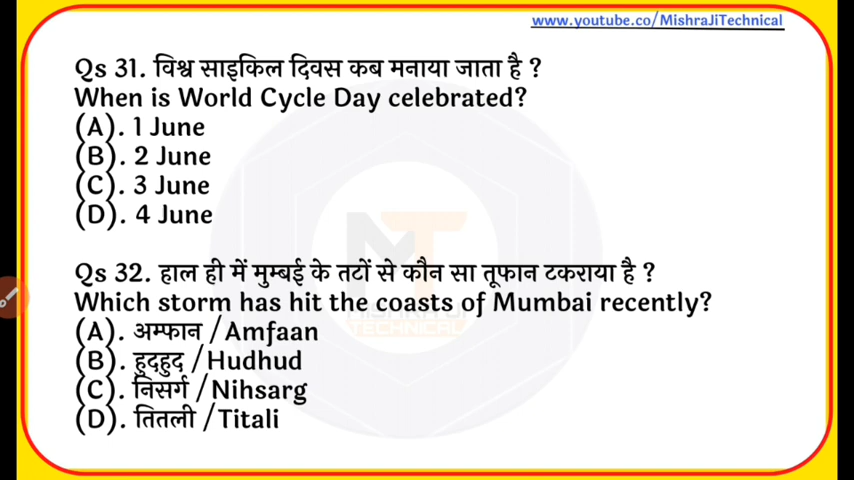 www.youtube.co/MishraJiTechnical
Qs 31. विश्व साइकिल दिवस कब मनाया जाता है ?
When is World Cycle Day celebrated?
(A). 1 June
(B). 2 June
(C). 3 June
(D). 4 June
Qs 32. हाल ही में मुम्बई के तटों से कौन सा तूफान टकराया है ?
Which storm has hit the coasts of Mumbai recently?
(A). अम्फान /Amfaan
(B). हुदहुद /Hudhud
(C). निसर्ग /Nihsarg
(D). तितली /Titali
MT
TECHNICAL